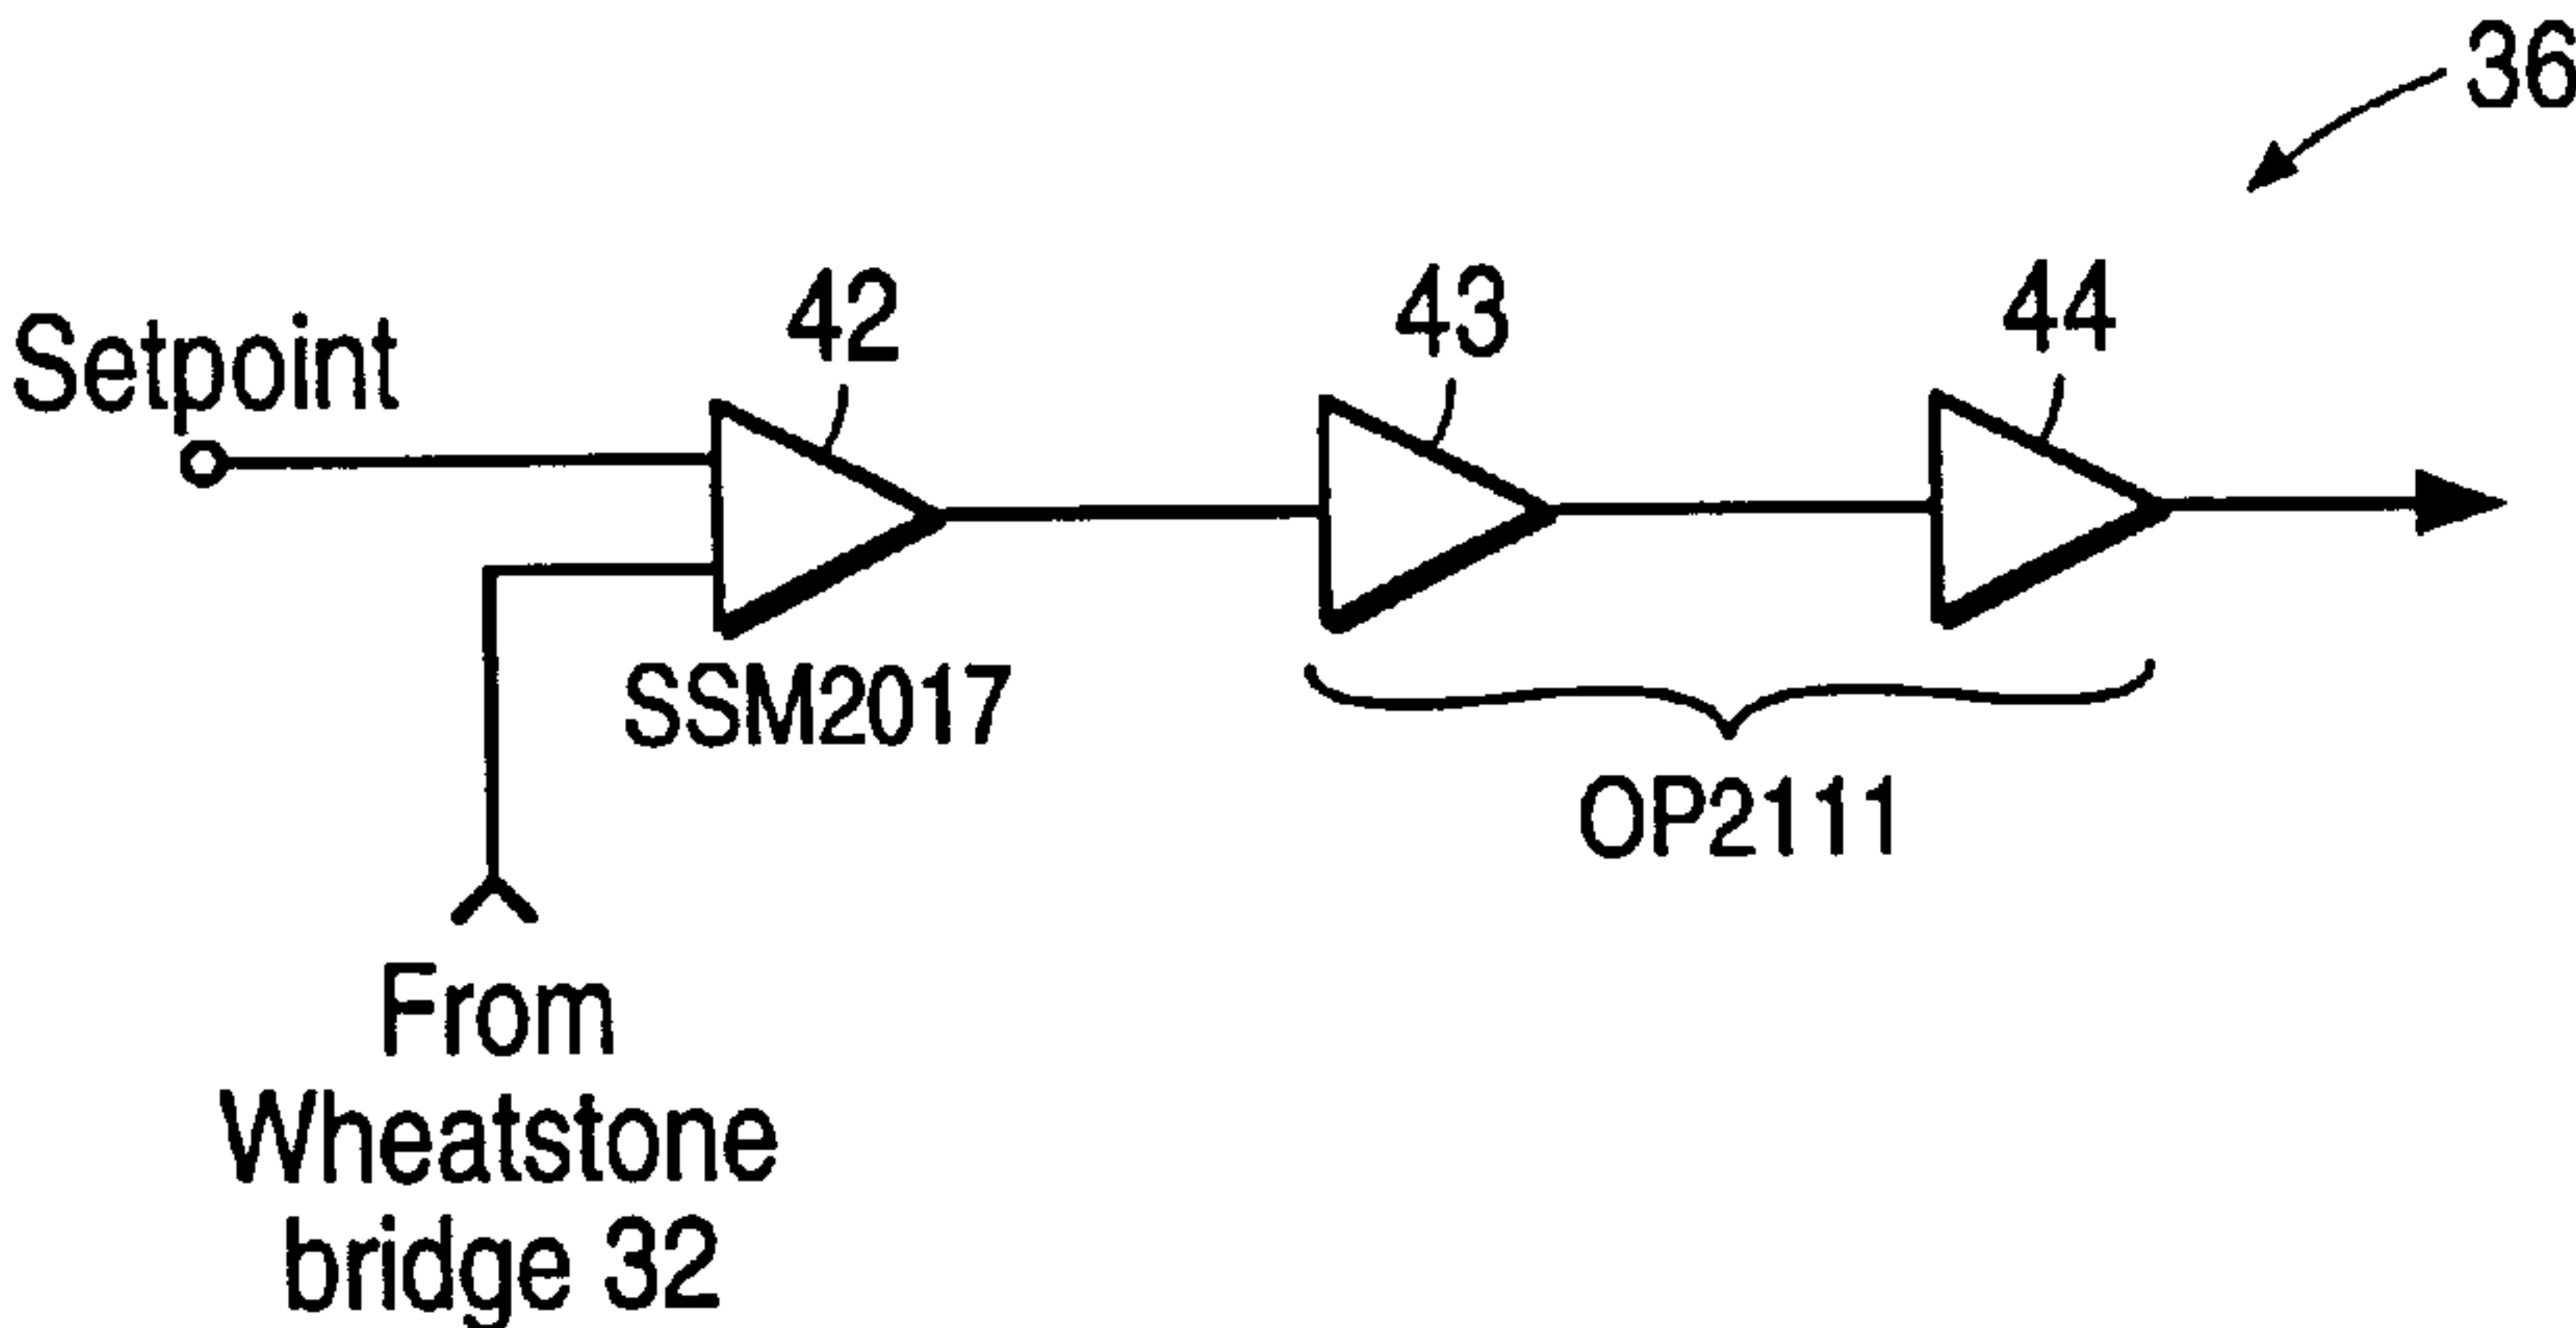 36
42
43
44
Setpoint
SSM2017
OP2111
From
Wheatstone
bridge 32